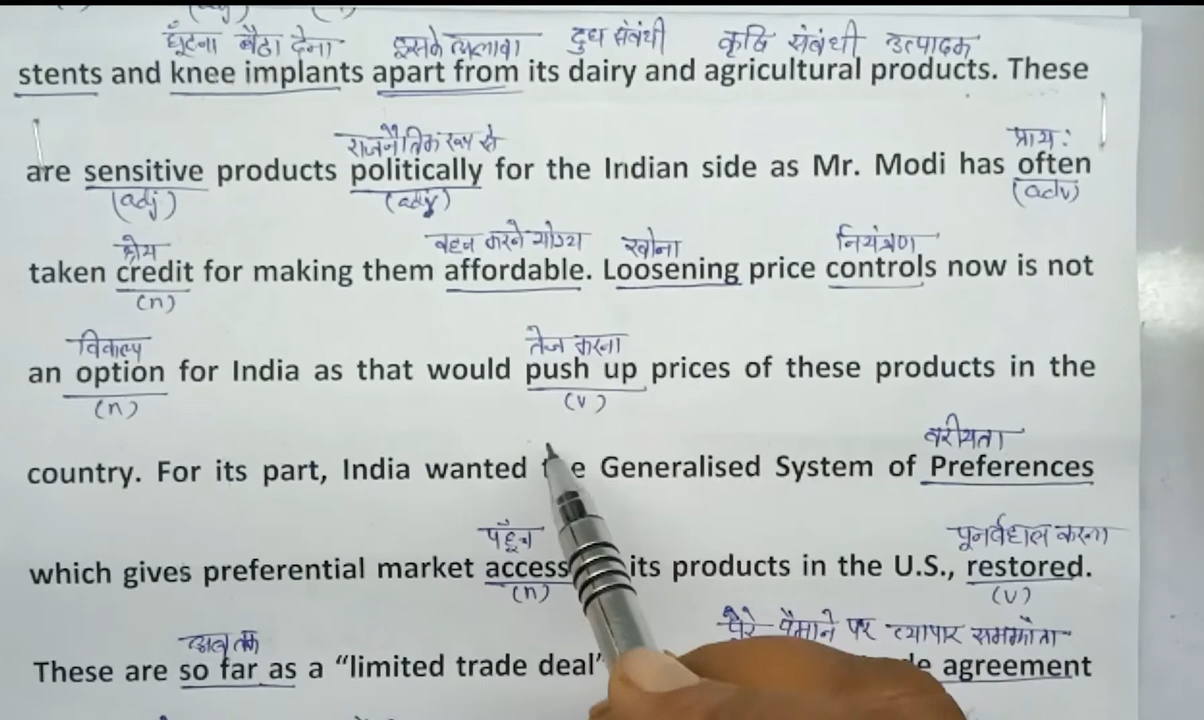 घूँटना बैठा देना इसके अलावा दुध संबंधी कृषि संबंधी उत्पादक
stents and knee implants apart from its dairy and agricultural products. These
राजनैतिक रूप से प्रायः
are sensitive products politically for the Indian side as Mr. Modi has often
(adj) (adv) (adv)
श्रेय वहन करने योग्य खोना नियंत्रण
taken credit for making them affordable. Loosening price controls now is not
(n)
विकल्प तेज करना
an option for India as that would push up prices of these products in the
(n) (v)
वरीयता
country. For its part, India wanted Generalised System of Preferences
पहूँच पूनर्वहाल करना
which gives preferential market access its products in the U.S., restored.
(n) (v)
अब तक पैमाने पर व्यापार समझौता
These are so far as a “limited trade deal” agreement